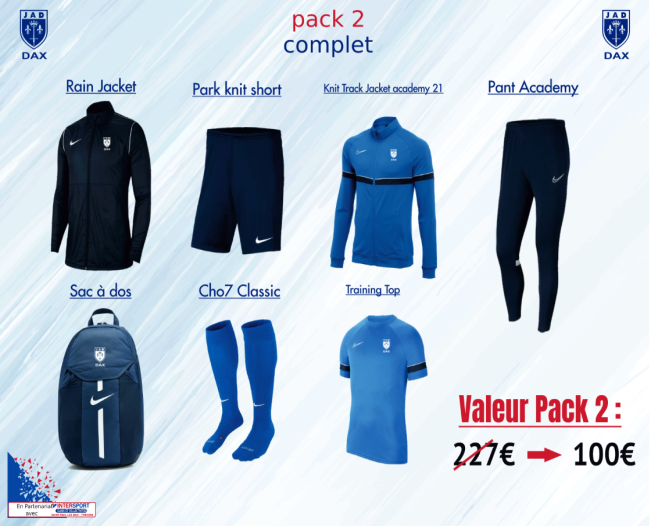 JAD
DAX
pack 2
complet
JAD
DAX
Rain Jacket
Park knit short
Knit Track Jacket academy 21
Pant Academy
Sac à dos
Cho7 Classic
Training Top
DAX
Valeur Pack 2 :
227€ 100€
En Partenariat
avec
INTERSPORT